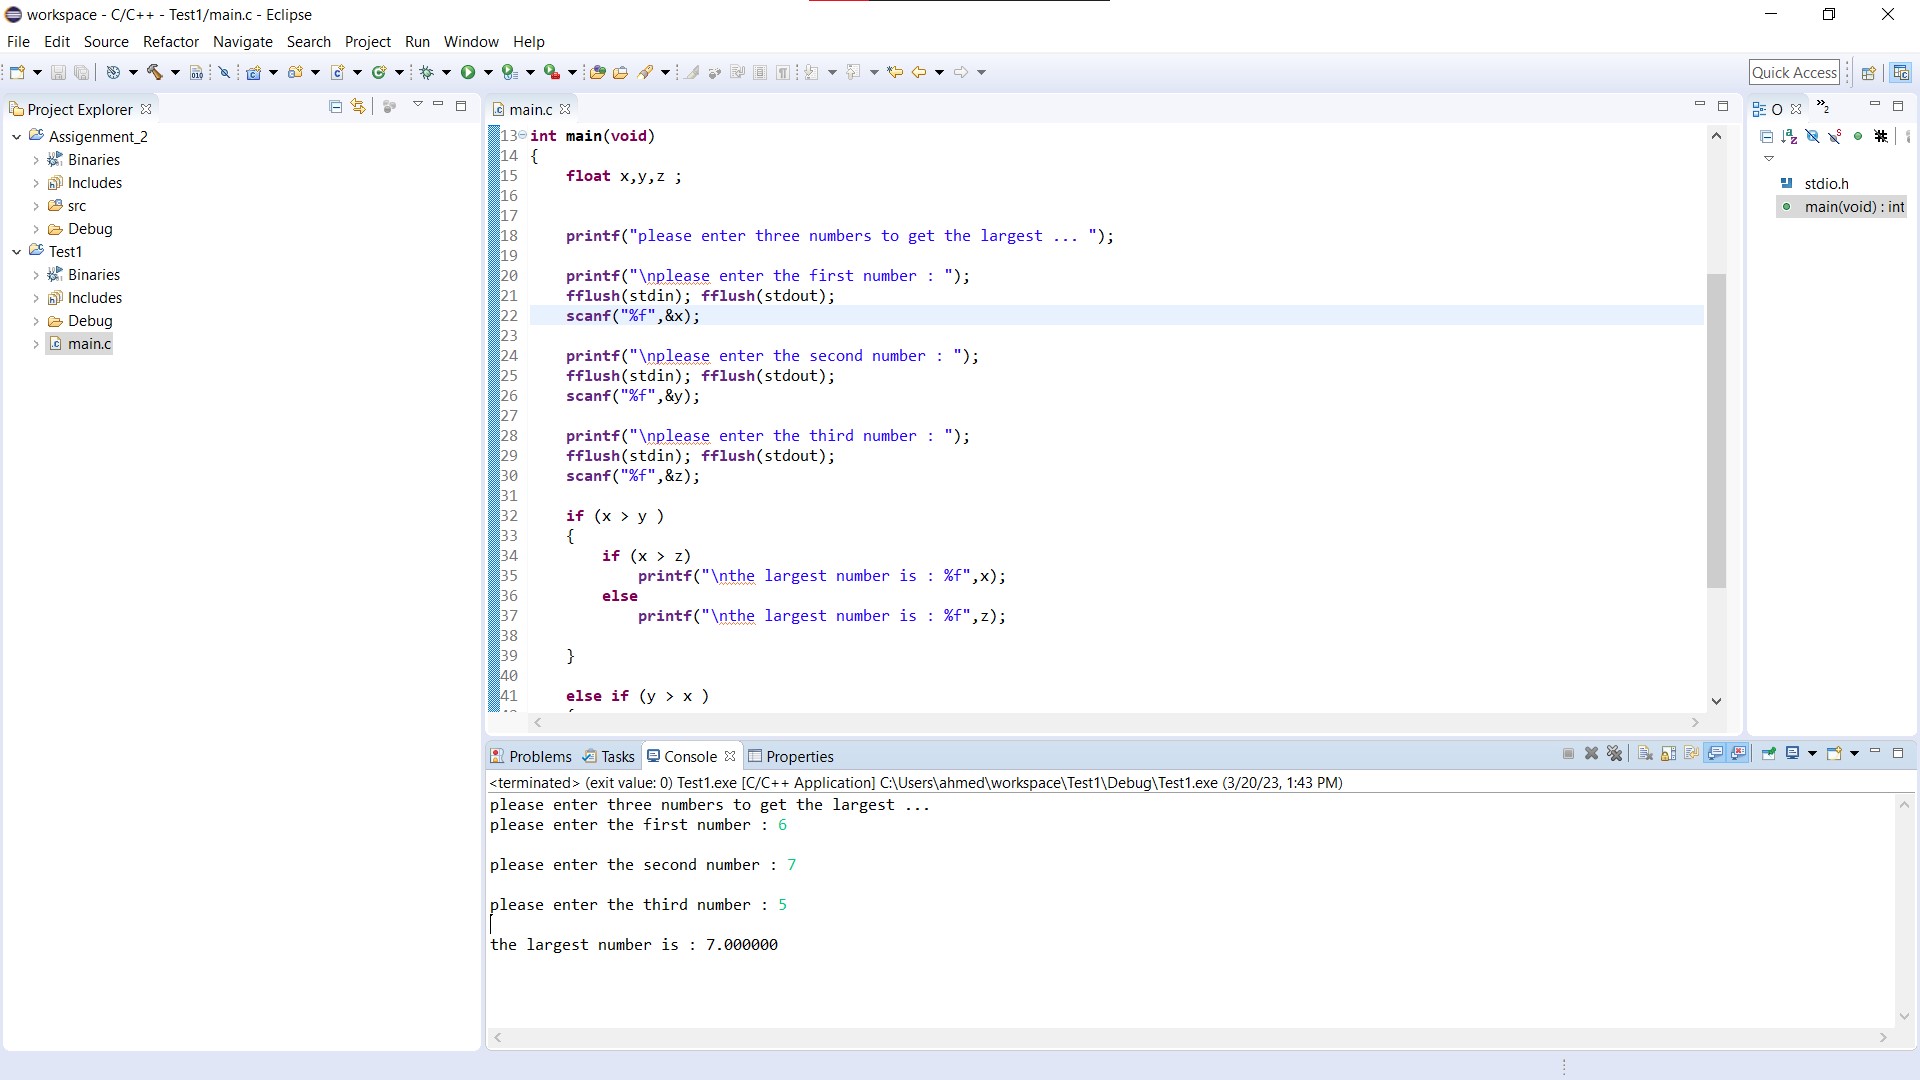 workspace - C/C++ - Test1/main.c - Eclipse
File Edit Source Refactor Navigate Search Project Run Window Help
Quick Access
Project Explorer
Assigenment_2
Binaries
Includes
src
Debug
Test1
Binaries
Includes
Debug
main.c
main.c
13 int main(void)
14 {
15 float x,y,z ;
16
17
18 printf("please enter three numbers to get the largest ... ");
19
20 printf("\nplease enter the first number : ");
21 fflush(stdin); fflush(stdout);
22 scanf("%f",&x);
23
24 printf("\nplease enter the second number : ");
25 fflush(stdin); fflush(stdout);
26 scanf("%f",&y);
27
28 printf("\nplease enter the third number : ");
29 fflush(stdin); fflush(stdout);
30 scanf("%f",&z);
31
32 if (x > y )
33 {
34 if (x > z)
35 printf("\nthe largest number is : %f",x);
36 else
37 printf("\nthe largest number is : %f",z);
38
39 }
40
41 else if (y > x )
O
»2
stdio.h
main(void) : int
Problems Tasks Console Properties
<terminated> (exit value: 0) Test1.exe [C/C++ Application] C:\Users\ahmed\workspace\Test1\Debug\Test1.exe (3/20/23, 1:43 PM)
please enter three numbers to get the largest ...
please enter the first number : 6
please enter the second number : 7
please enter the third number : 5
the largest number is : 7.000000